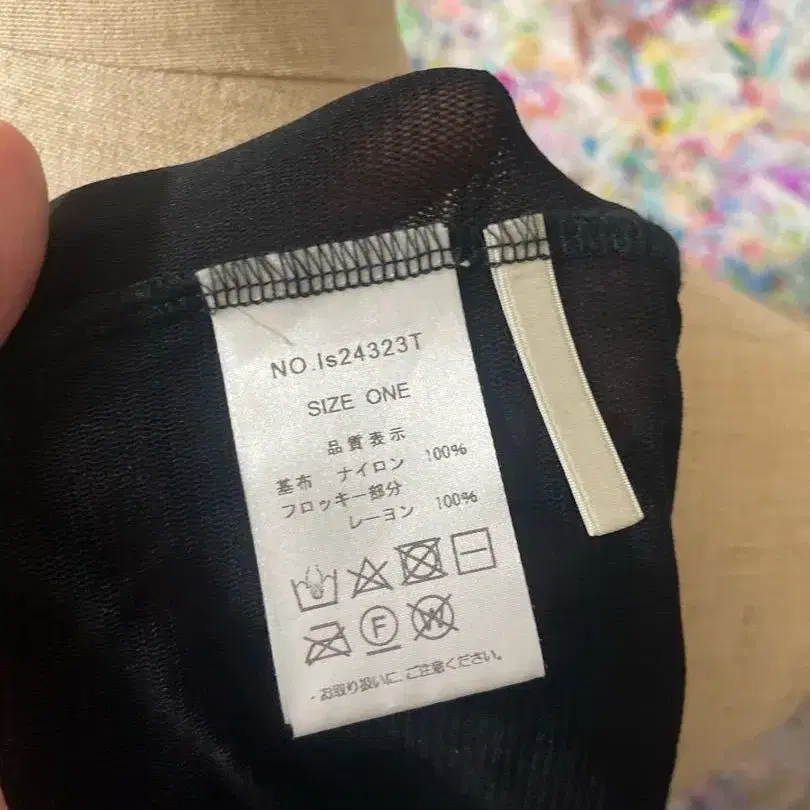 NO.ls24323T
SIZE ONE
品質表示
基布 ナイロン 100%
フロッキー部分
レーヨン 100%
F
W
・お取り扱いに、ご注意ください。